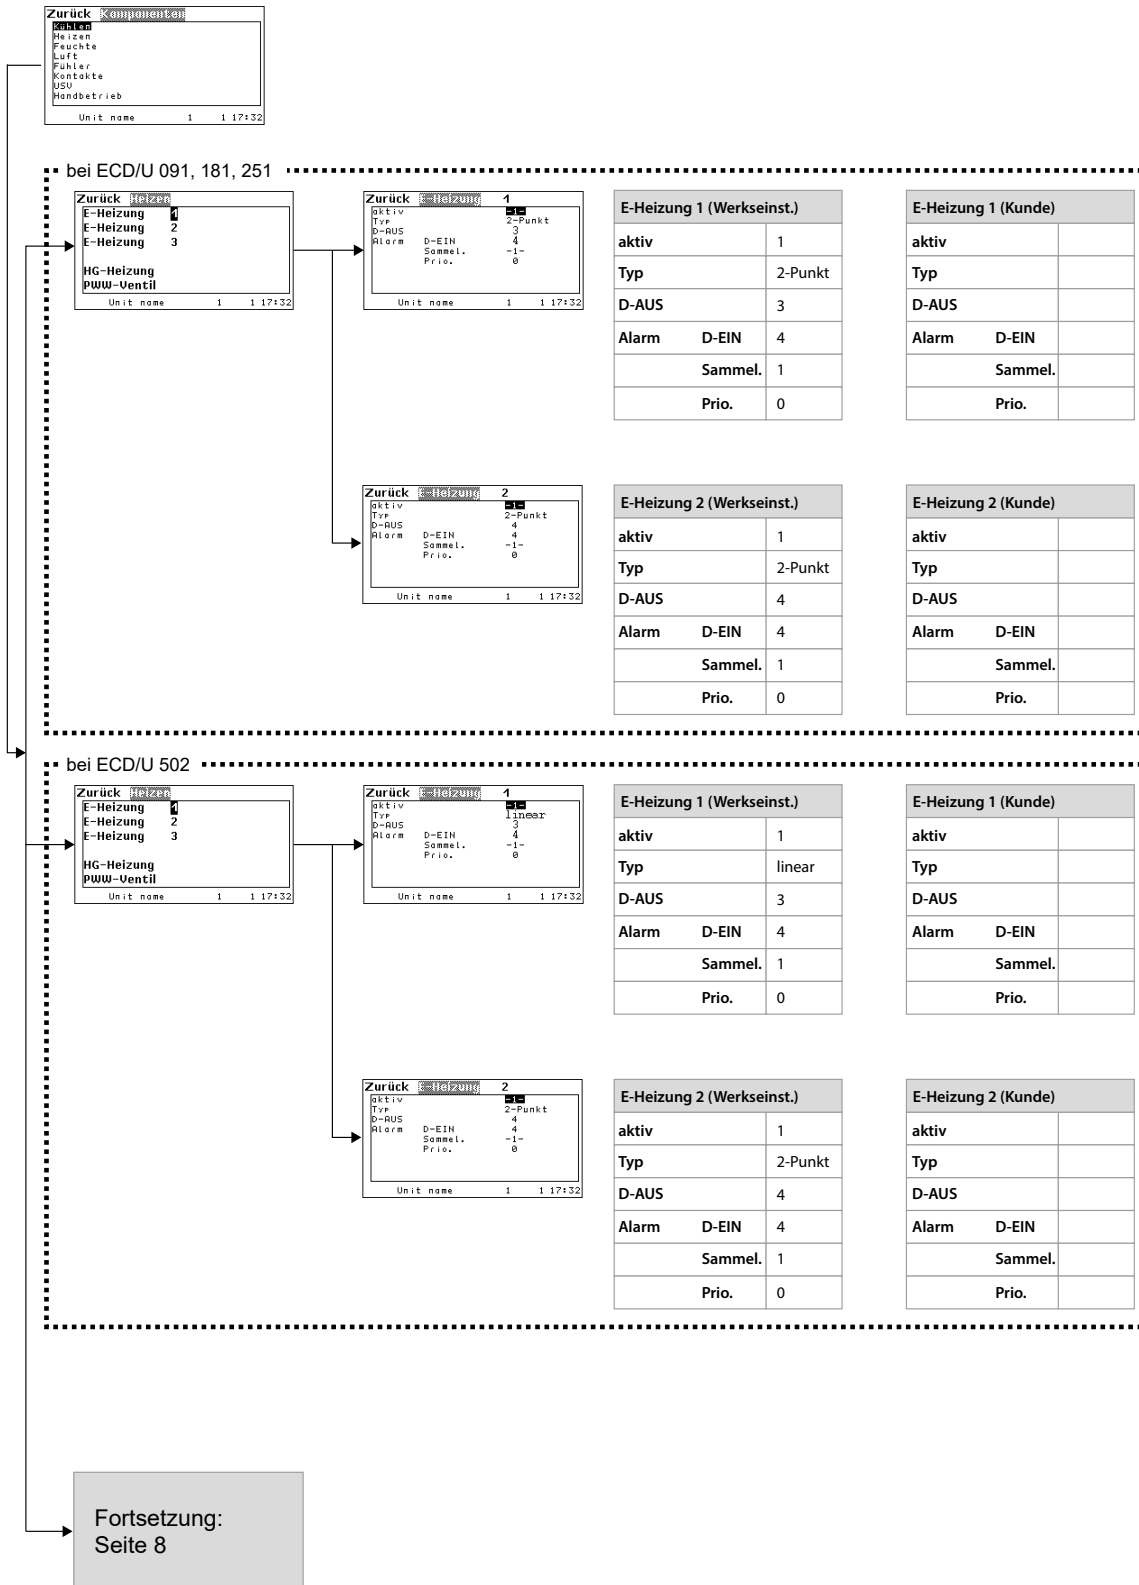 Zurück Komponenten
Kühlen
Heizen
Feuchte
Luft
Fühler
Kontakte
USV
Handbetrieb
Unit name 1 1 17:32
bei ECD/U 091, 181, 251
Zurück Heizen
E-Heizung 1
E-Heizung 2
E-Heizung 3
HG-Heizung
PWW-Ventil
Unit name 1 1 17:32
Zurück E-Heizung 1
aktiv -1-
Typ 2-Punkt
D-AUS 3
Alarm D-EIN 4
Sammel. -1-
Prio. 0
Unit name 1 1 17:32
E-Heizung 1 (Werkseinst.)
aktiv 1
Typ 2-Punkt
D-AUS 3
Alarm D-EIN 4
Sammel. 1
Prio. 0
E-Heizung 1 (Kunde)
aktiv
Typ
D-AUS
Alarm D-EIN
Sammel.
Prio.
Zurück E-Heizung 2
aktiv -1-
Typ 2-Punkt
D-AUS 4
Alarm D-EIN 4
Sammel. -1-
Prio. 0
Unit name 1 1 17:32
E-Heizung 2 (Werkseinst.)
aktiv 1
Typ 2-Punkt
D-AUS 4
Alarm D-EIN 4
Sammel. 1
Prio. 0
E-Heizung 2 (Kunde)
aktiv
Typ
D-AUS
Alarm D-EIN
Sammel.
Prio.
bei ECD/U 502
Zurück Heizen
E-Heizung 1
E-Heizung 2
E-Heizung 3
HG-Heizung
PWW-Ventil
Unit name 1 1 17:32
Zurück E-Heizung 1
aktiv -1-
Typ linear
D-AUS 3
Alarm D-EIN 4
Sammel. -1-
Prio. 0
Unit name 1 1 17:32
E-Heizung 1 (Werkseinst.)
aktiv 1
Typ linear
D-AUS 3
Alarm D-EIN 4
Sammel. 1
Prio. 0
E-Heizung 1 (Kunde)
aktiv
Typ
D-AUS
Alarm D-EIN
Sammel.
Prio.
Zurück E-Heizung 2
aktiv -1-
Typ 2-Punkt
D-AUS 4
Alarm D-EIN 4
Sammel. -1-
Prio. 0
Unit name 1 1 17:32
E-Heizung 2 (Werkseinst.)
aktiv 1
Typ 2-Punkt
D-AUS 4
Alarm D-EIN 4
Sammel. 1
Prio. 0
E-Heizung 2 (Kunde)
aktiv
Typ
D-AUS
Alarm D-EIN
Sammel.
Prio.
Fortsetzung:
Seite 8